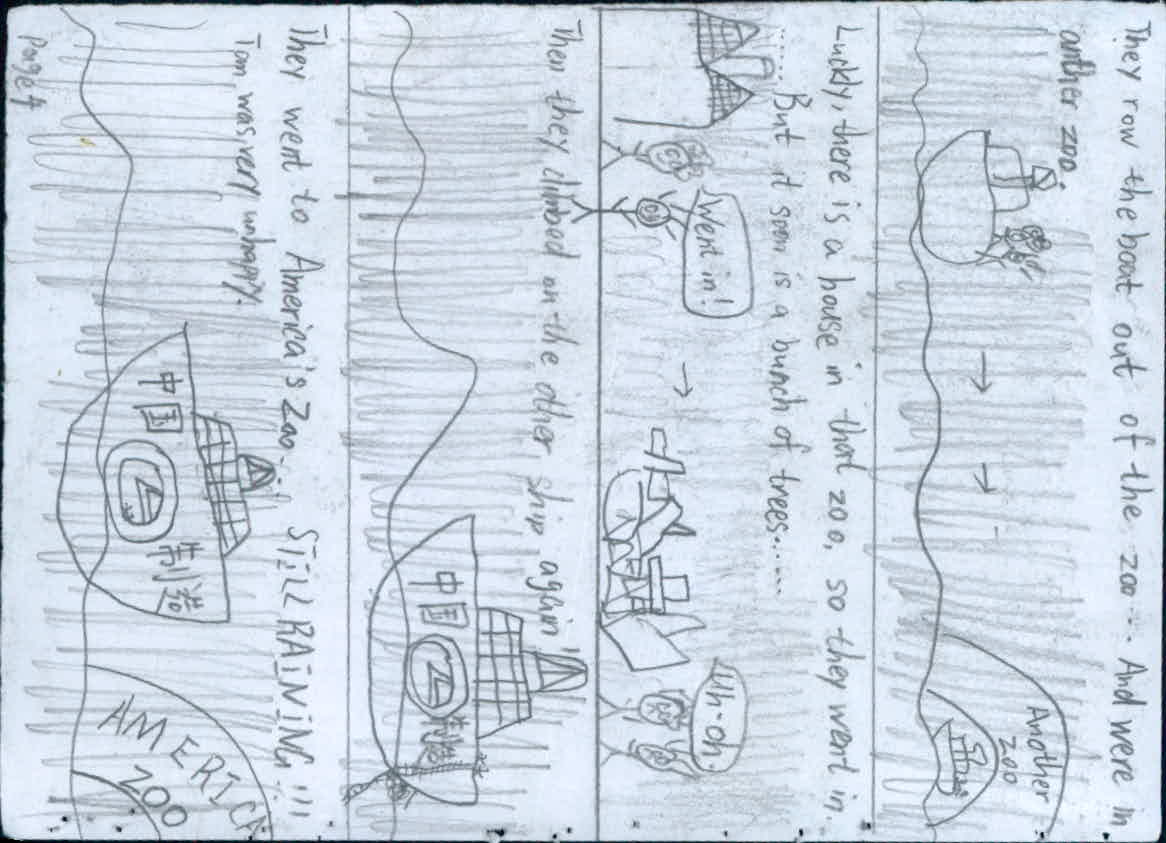 They row the boat out of the zoo... And were in
anther zoo.
Another
zoo
Luckly, there is a house in that zoo, so they went in.
...... But it soon is a bunch of trees......
Went in!
Uh-oh.
Then they climbed on the other ship again!
中国 制造
They went to America's Zoo.... STiLL RAiNiNG!!!
Tom was very unhappy.
中国 制造
AMERICA
ZOO
Page 4